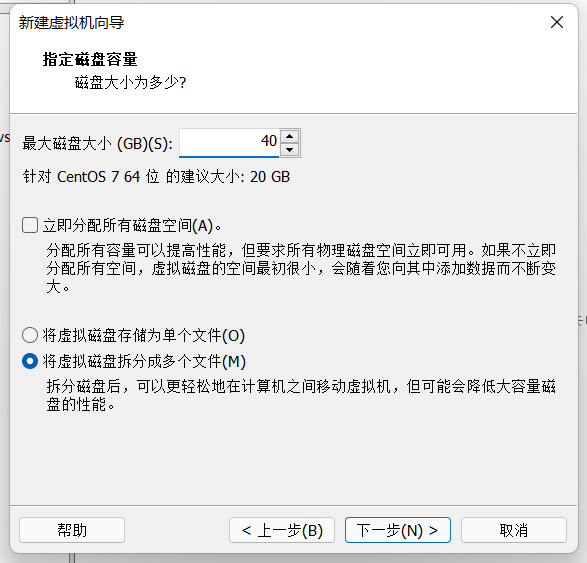 新建虚拟机向导
指定磁盘容量
磁盘大小为多少?
最大磁盘大小 (GB)(S): 40
针对 CentOS 7 64 位 的建议大小: 20 GB
立即分配所有磁盘空间(A)。
分配所有容量可以提高性能，但要求所有物理磁盘空间立即可用。如果不立即
分配所有空间，虚拟磁盘的空间最初很小，会随着您向其中添加数据而不断变
大。
将虚拟磁盘存储为单个文件(O)
将虚拟磁盘拆分成多个文件(M)
拆分磁盘后，可以更轻松地在计算机之间移动虚拟机，但可能会降低大容量磁
盘的性能。
帮助 < 上一步(B) 下一步(N) > 取消